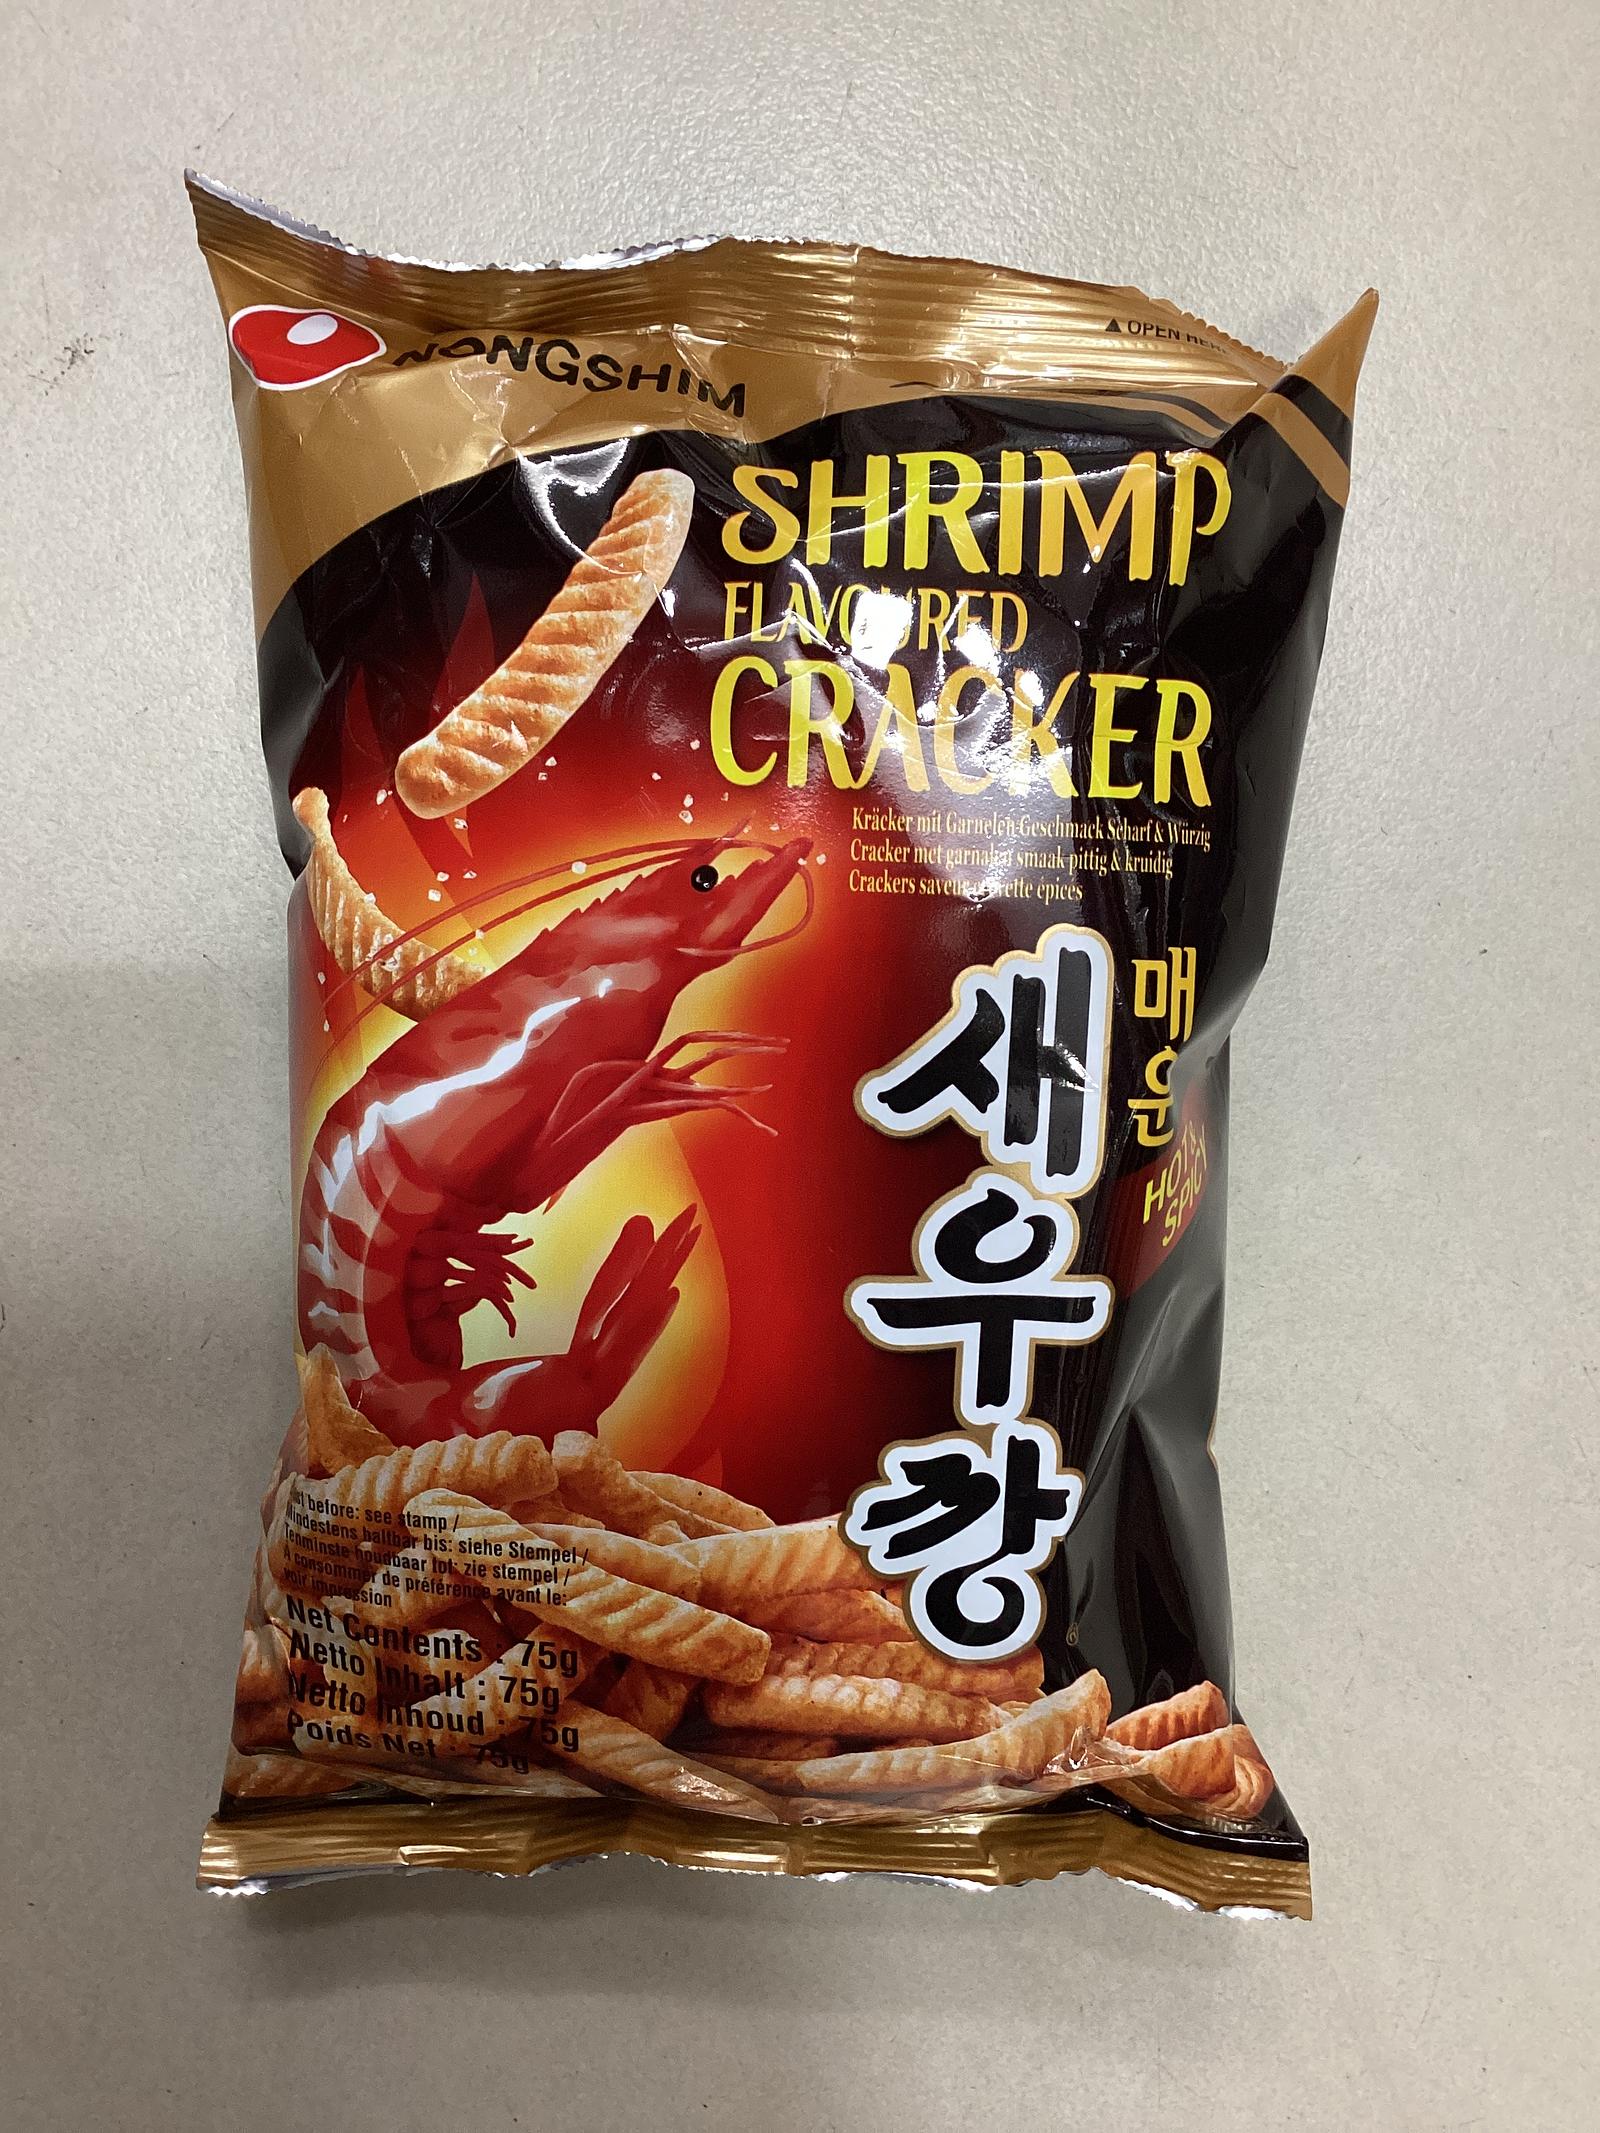 NONGSHIM
▲ OPEN HERE
SHRIMP
FLAVOURED
CRACKER
Kräcker mit Garnelen-Geschmack Scharf & Würzig
Cracker met garnalen smaak pittig & kruidig
Crackers saveur crevette épices
매운
새우깡
HOT &
SPICY
before: see stamp /
Mindestens haltbar bis: siehe Stempel /
Tenminste houdbaar tot: zie stempel /
À consommer de préférence avant le:
voir impression
Net Contents : 75g
Netto Inhalt : 75g
Netto Inhoud : 75g
Poids Net : 75g